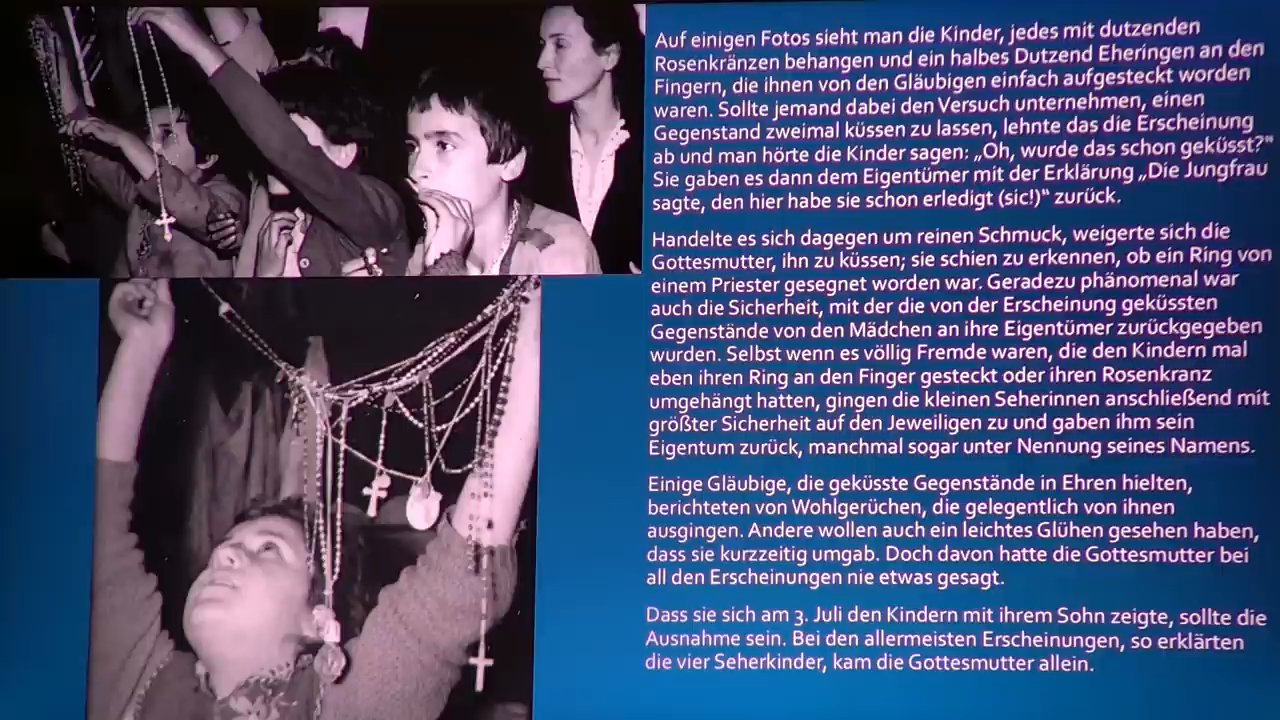 Auf einigen Fotos sieht man die Kinder, jedes mit dutzenden
Rosenkränzen behangen und ein halbes Dutzend Eheringen an den
Fingern, die ihnen von den Gläubigen einfach aufgesteckt worden
waren. Sollte jemand dabei den Versuch unternehmen, einen
Gegenstand zweimal küssen zu lassen, lehnte das die Erscheinung
ab und man hörte die Kinder sagen: „Oh, wurde das schon geküsst?"
Sie gaben es dann dem Eigentümer mit der Erklärung „Die Jungfrau
sagte, den hier habe sie schon erledigt (sic!)" zurück.
Handelte es sich dagegen um reinen Schmuck, weigerte sich die
Gottesmutter, ihn zu küssen; sie schien zu erkennen, ob ein Ring von
einem Priester gesegnet worden war. Geradezu phänomenal war
auch die Sicherheit, mit der die von der Erscheinung geküssten
Gegenstände von den Mädchen an ihre Eigentümer zurückgegeben
wurden. Selbst wenn es völlig Fremde waren, die den Kindern mal
eben ihren Ring an den Finger gesteckt oder ihren Rosenkranz
umgehängt hatten, gingen die kleinen Seherinnen anschließend mit
größter Sicherheit auf den Jeweiligen zu und gaben ihm sein
Eigentum zurück, manchmal sogar unter Nennung seines Namens.
Einige Gläubige, die geküsste Gegenstände in Ehren hielten,
berichteten von Wohlgerüchen, die gelegentlich von ihnen
ausgingen. Andere wollen auch ein leichtes Glühen gesehen haben,
dass sie kurzzeitig umgab. Doch davon hatte die Gottesmutter bei
all den Erscheinungen nie etwas gesagt.
Dass sie sich am 3. Juli den Kindern mit ihrem Sohn zeigte, sollte die
Ausnahme sein. Bei den allermeisten Erscheinungen, so erklärten
die vier Seherkinder, kam die Gottesmutter allein.